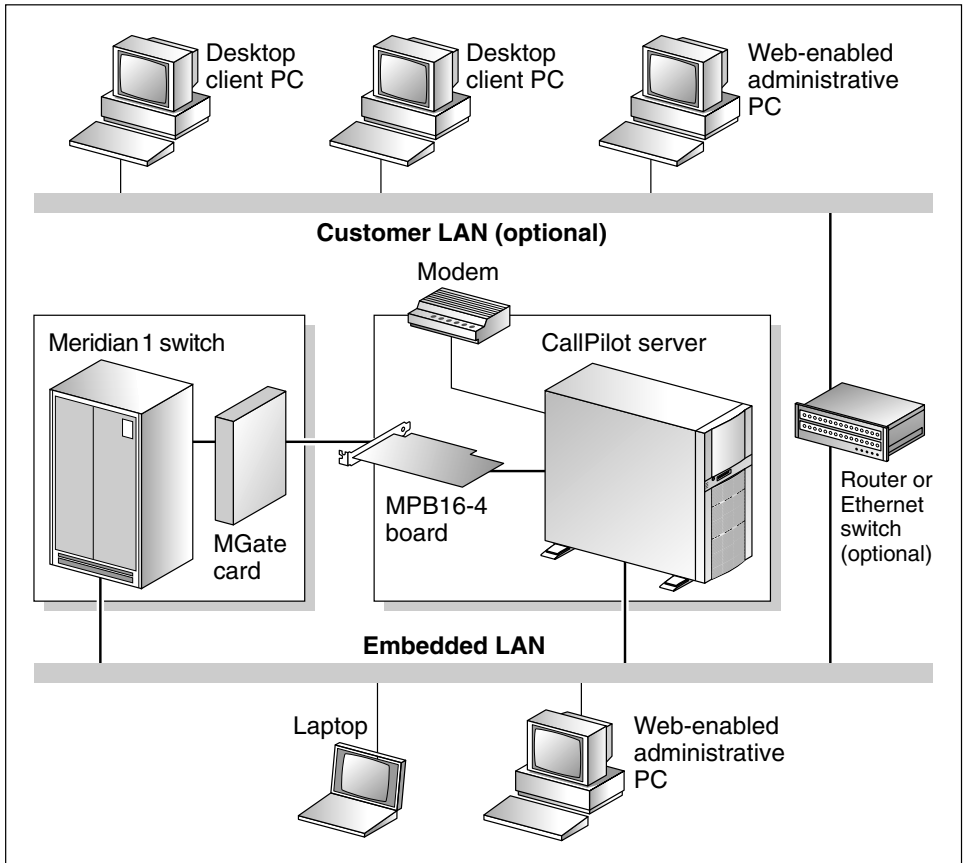 Desktop
client PC
Desktop
client PC
Web-enabled
administrative
PC
Customer LAN (optional)
Modem
Meridian 1 switch
CallPilot server
MGate
card
MPB16-4
board
Router or
Ethernet
switch
(optional)
Embedded LAN
Laptop
Web-enabled
administrative
PC